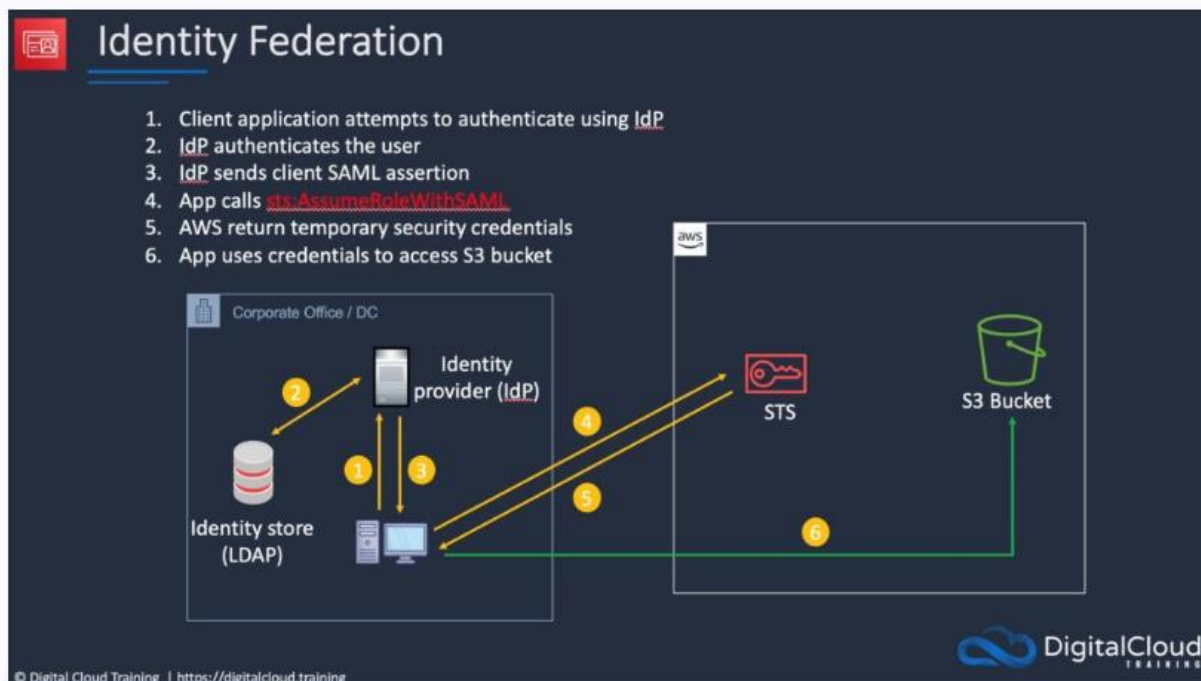 Identity Federation
1. Client application attempts to authenticate using IdP
2. IdP authenticates the user
3. IdP sends client SAML assertion
4. App calls sts:AssumeRoleWithSAML
5. AWS return temporary security credentials
6. App uses credentials to access S3 bucket
aws
Corporate Office / DC
Identity
provider (IdP)
2
4
STS
S3 Bucket
1
3
5
Identity store
(LDAP)
6
DigitalCloud
TRAINING
© Digital Cloud Training | https://digitalcloud.training